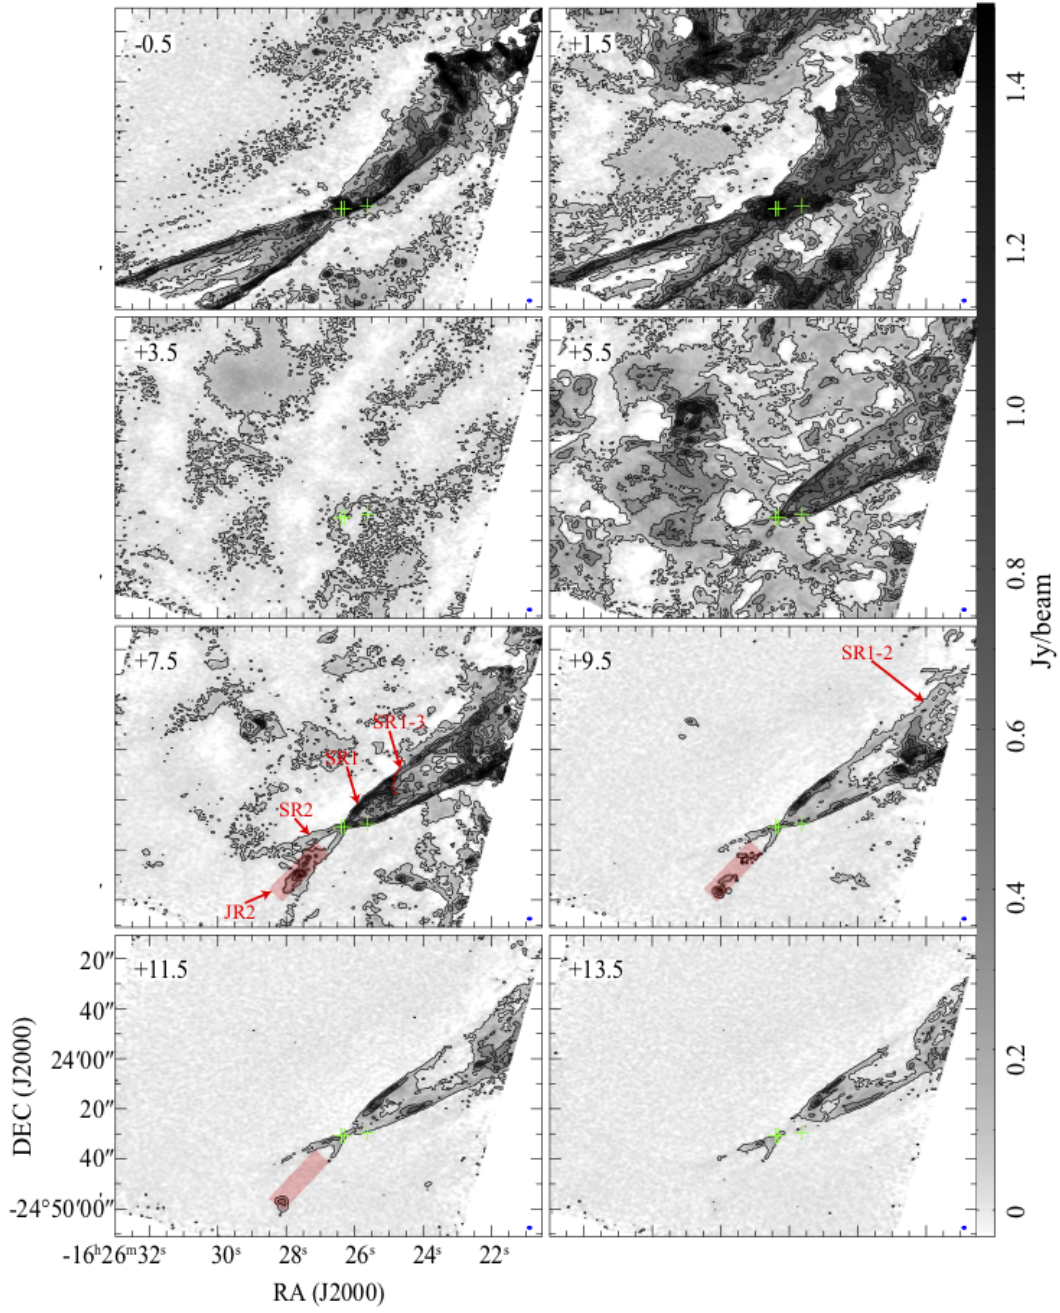 -0.5
+1.5
+3.5
+5.5
+7.5
SR1-3
SR1
SR2
JR2
+9.5
SR1-2
+11.5
+13.5
20″
40″
24°00″
20″
40″
-24°50′00″
DEC (J2000)
-16h26m32s
30s
28s
26s
24s
22s
RA (J2000)
1.4
1.2
1.0
0.8
0.6
0.4
0.2
0
Jy/beam